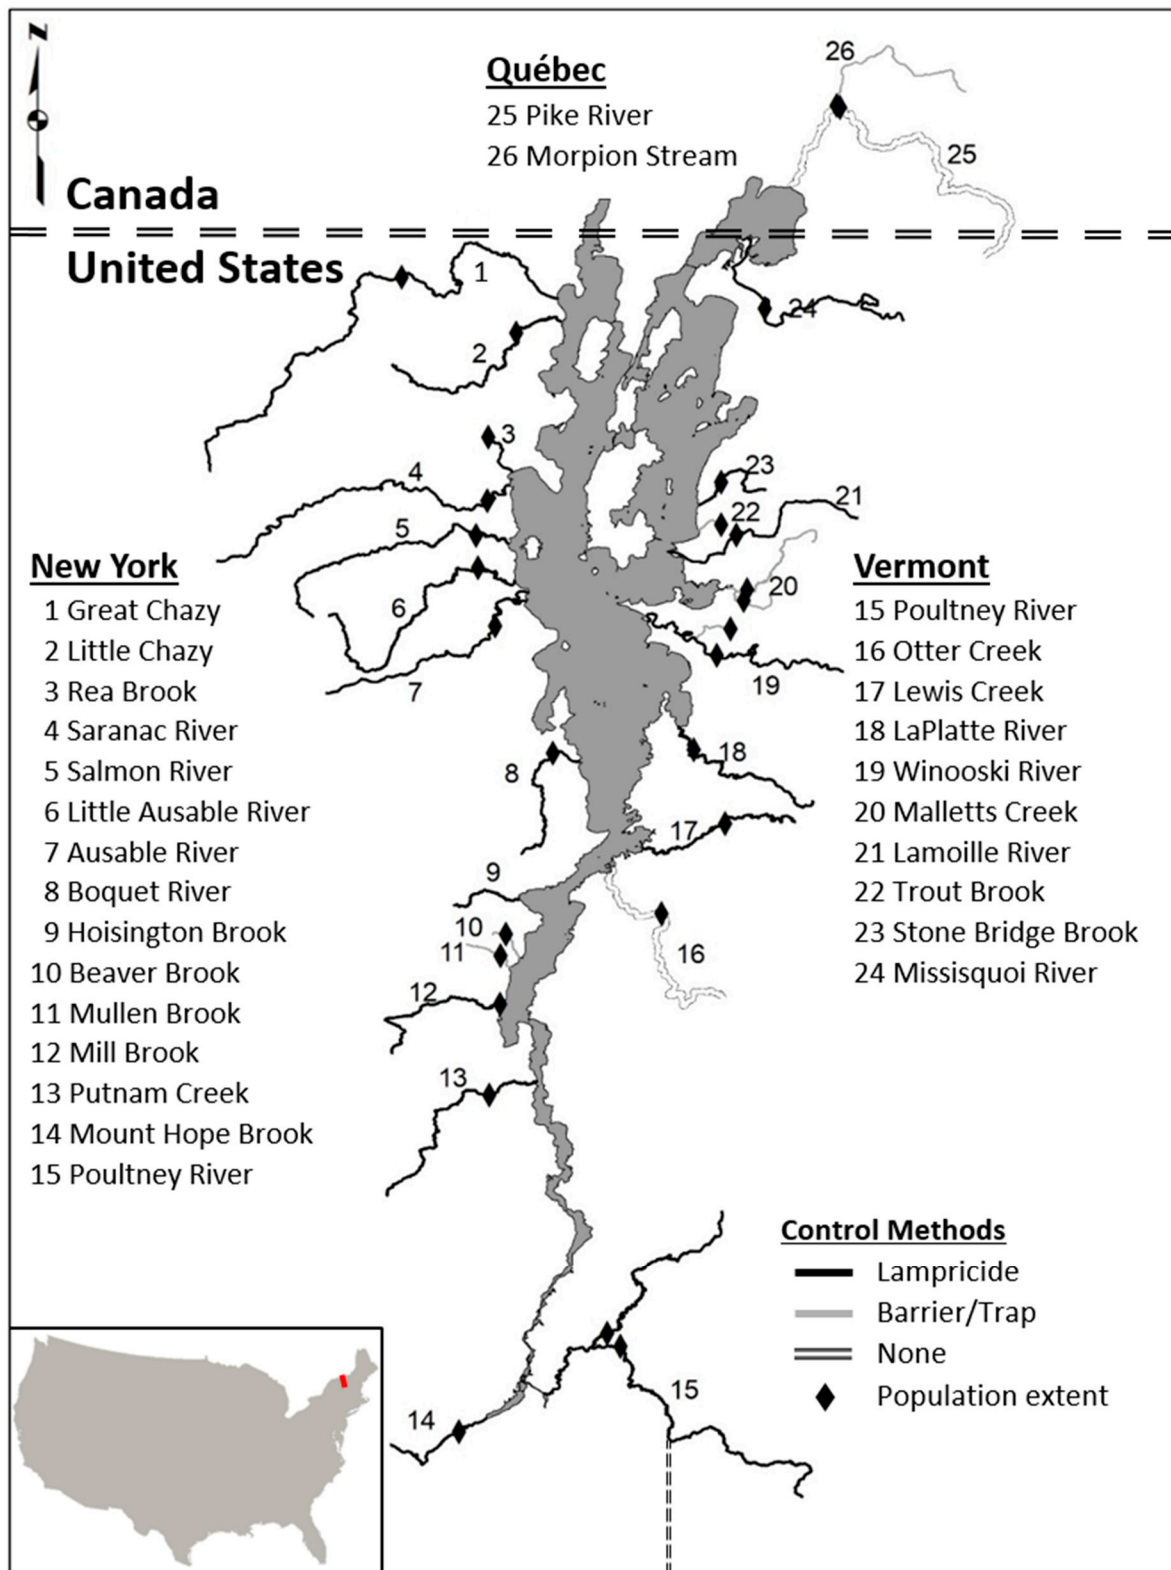 N
Québec
25 Pike River
26 Morpion Stream
Canada
United States
26
25
1
24
2
3
23
4
21
22
5
20
6
19
7
18
8
17
9
10
16
11
12
13
15
14
New York
1 Great Chazy
2 Little Chazy
3 Rea Brook
4 Saranac River
5 Salmon River
6 Little Ausable River
7 Ausable River
8 Boquet River
9 Hoisington Brook
10 Beaver Brook
11 Mullen Brook
12 Mill Brook
13 Putnam Creek
14 Mount Hope Brook
15 Poultney River
Vermont
15 Poultney River
16 Otter Creek
17 Lewis Creek
18 LaPlatte River
19 Winooski River
20 Malletts Creek
21 Lamoille River
22 Trout Brook
23 Stone Bridge Brook
24 Missisquoi River
Control Methods
Lampricide
Barrier/Trap
None
Population extent